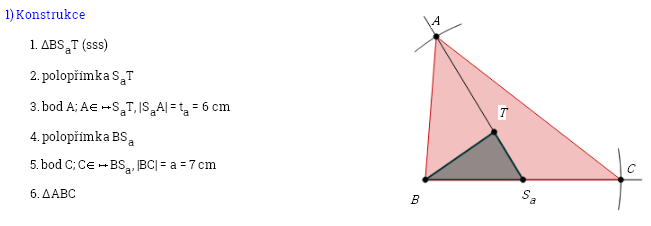 1) Konstrukce
1. ΔBSₐT (sss)
2. polopřímka SₐT
3. bod A; A∈ ↦SₐT, |SₐA| = tₐ = 6 cm
4. polopřímka BSₐ
5. bod C; C∈ ↦BSₐ, |BC| = a = 7 cm
6. ΔABC
A
T
B
Sₐ
C